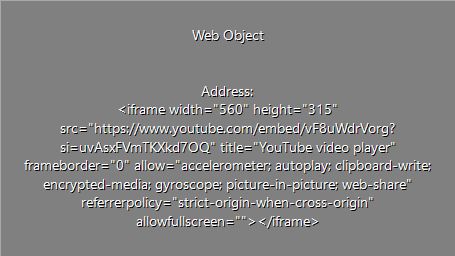 Web Object
Address:
<iframe width="560" height="315"
src="https://www.youtube.com/embed/vF8uWdrVorg?
si=uvAsxFVmTKXkd7OQ" title="YouTube video player"
frameborder="0" allow="accelerometer; autoplay; clipboard-write;
encrypted-media; gyroscope; picture-in-picture; web-share"
referrerpolicy="strict-origin-when-cross-origin"
allowfullscreen=""></iframe>